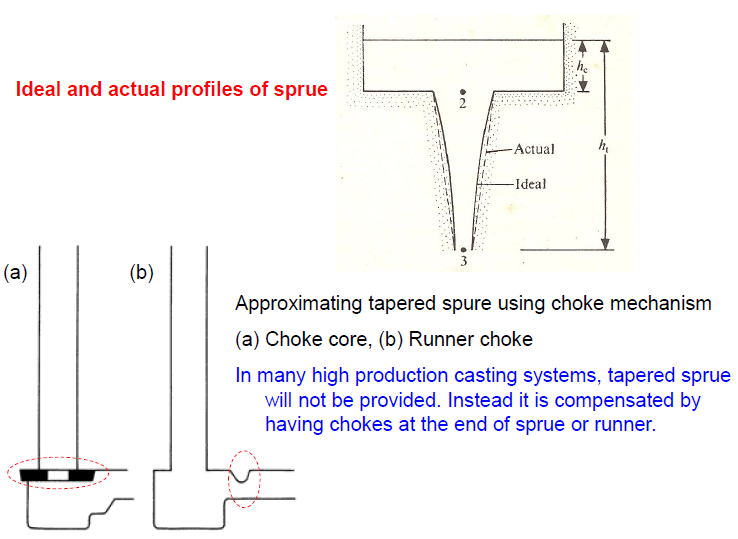 Ideal and actual profiles of sprue
hc
2
Actual
ht
Ideal
3
(a)
(b)
Approximating tapered spure using choke mechanism
(a) Choke core, (b) Runner choke
In many high production casting systems, tapered sprue
will not be provided. Instead it is compensated by
having chokes at the end of sprue or runner.